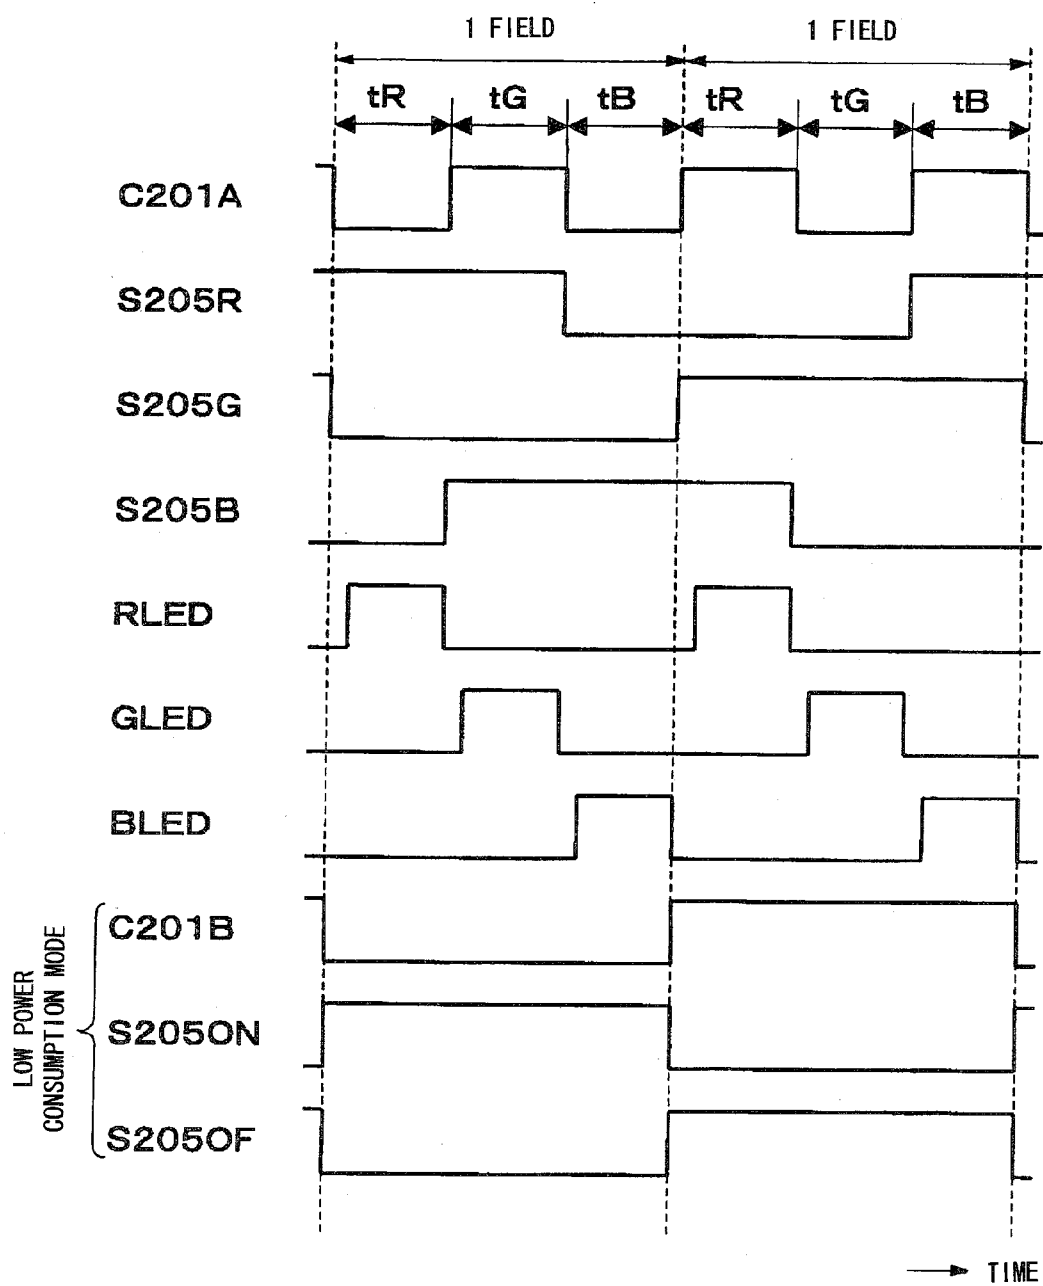 1 FIELD 1 FIELD
tR tG tB tR tG tB
C201A
S205R
S205G
S205B
RLED
GLED
BLED
C201B
S205ON
S205OF
LOW POWER
CONSUMPTION MODE
TIME